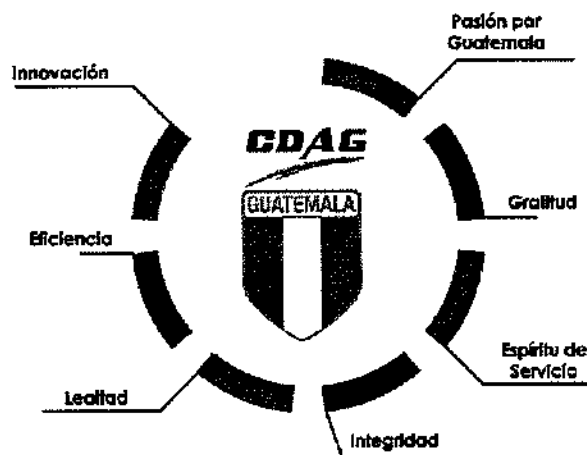 Pasión por
Guatemala
Innovación
CDAG
GUATEMALA
Gratitud
Eficiencia
Espíritu de
Servicio
Lealtad
Integridad